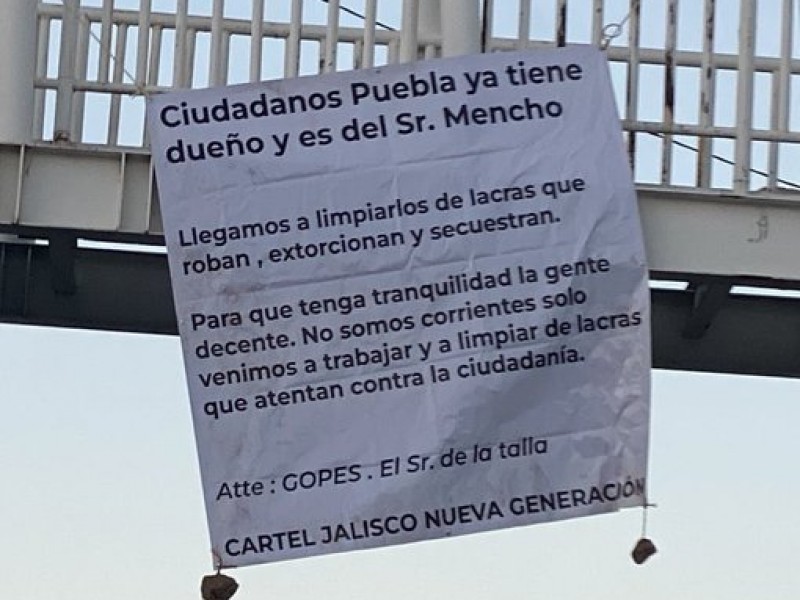 Ciudadanos Puebla ya tiene
dueño y es del Sr. Mencho
Llegamos a limpiarlos de lacras que
roban , extorcionan y secuestran.
Para que tenga tranquilidad la gente
decente. No somos corrientes solo
venimos a trabajar y a limpiar de lacras
que atentan contra la ciudadanía.
Atte : GOPES . El Sr. de la talla
CARTEL JALISCO NUEVA GENERACIÓN